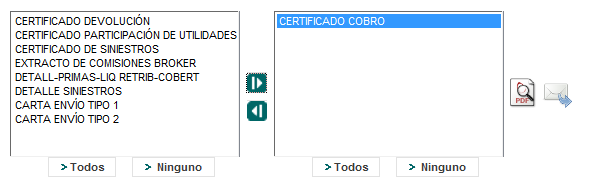 CERTIFICADO DEVOLUCIÓN
CERTIFICADO PARTICIPACIÓN DE UTILIDADES
CERTIFICADO DE SINIESTROS
EXTRACTO DE COMISIONES BROKER
DETALL-PRIMAS-LIQ RETRIB-COBERT
DETALLE SINIESTROS
CARTA ENVÍO TIPO 1
CARTA ENVÍO TIPO 2
> Todos
> Ninguno
CERTIFICADO COBRO
> Todos
> Ninguno
PDF